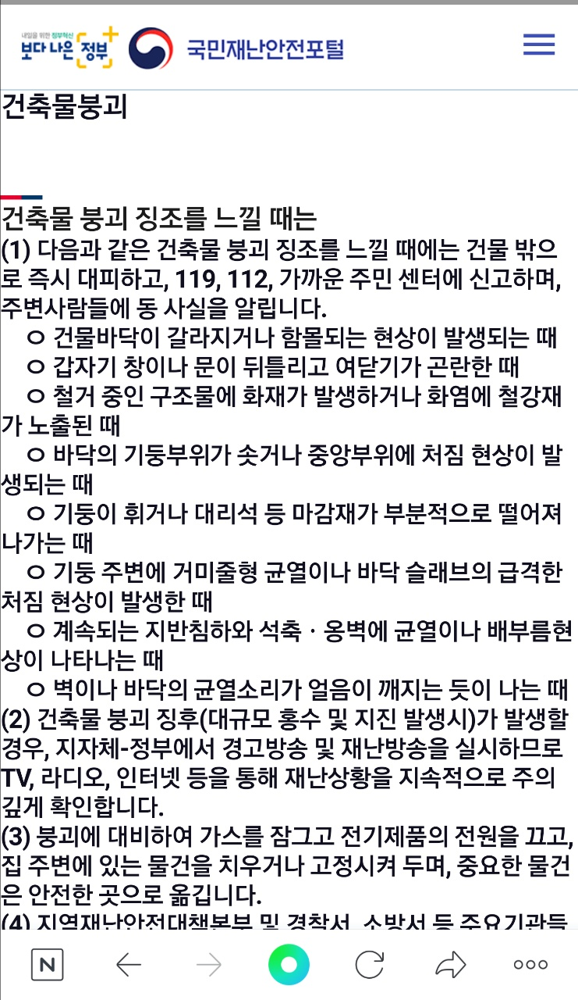 내일을 위한 정부혁신
보다 나은 정부
국민재난안전포털
건축물붕괴
건축물 붕괴 징조를 느낄 때는
(1) 다음과 같은 건축물 붕괴 징조를 느낄 때에는 건물 밖으
로 즉시 대피하고, 119, 112, 가까운 주민 센터에 신고하며,
주변사람들에 동 사실을 알립니다.
ㅇ 건물바닥이 갈라지거나 함몰되는 현상이 발생되는 때
ㅇ 갑자기 창이나 문이 뒤틀리고 여닫기가 곤란한 때
ㅇ 철거 중인 구조물에 화재가 발생하거나 화염에 철강재
가 노출된 때
ㅇ 바닥의 기둥부위가 솟거나 중앙부위에 처짐 현상이 발
생되는 때
ㅇ 기둥이 휘거나 대리석 등 마감재가 부분적으로 떨어져
나가는 때
ㅇ 기둥 주변에 거미줄형 균열이나 바닥 슬래브의 급격한
처짐 현상이 발생한 때
ㅇ 계속되는 지반침하와 석축 · 옹벽에 균열이나 배부름현
상이 나타나는 때
ㅇ 벽이나 바닥의 균열소리가 얼음이 깨지는 듯이 나는 때
(2) 건축물 붕괴 징후(대규모 홍수 및 지진 발생시)가 발생할
경우, 지자체-정부에서 경고방송 및 재난방송을 실시하므로
TV, 라디오, 인터넷 등을 통해 재난상황을 지속적으로 주의
깊게 확인합니다.
(3) 붕괴에 대비하여 가스를 잠그고 전기제품의 전원을 끄고,
집 주변에 있는 물건을 치우거나 고정시켜 두며, 중요한 물건
은 안전한 곳으로 옮깁니다.
(4) 지역재난안전대책본부 및 경찰서, 소방서 등 주요기관들
N